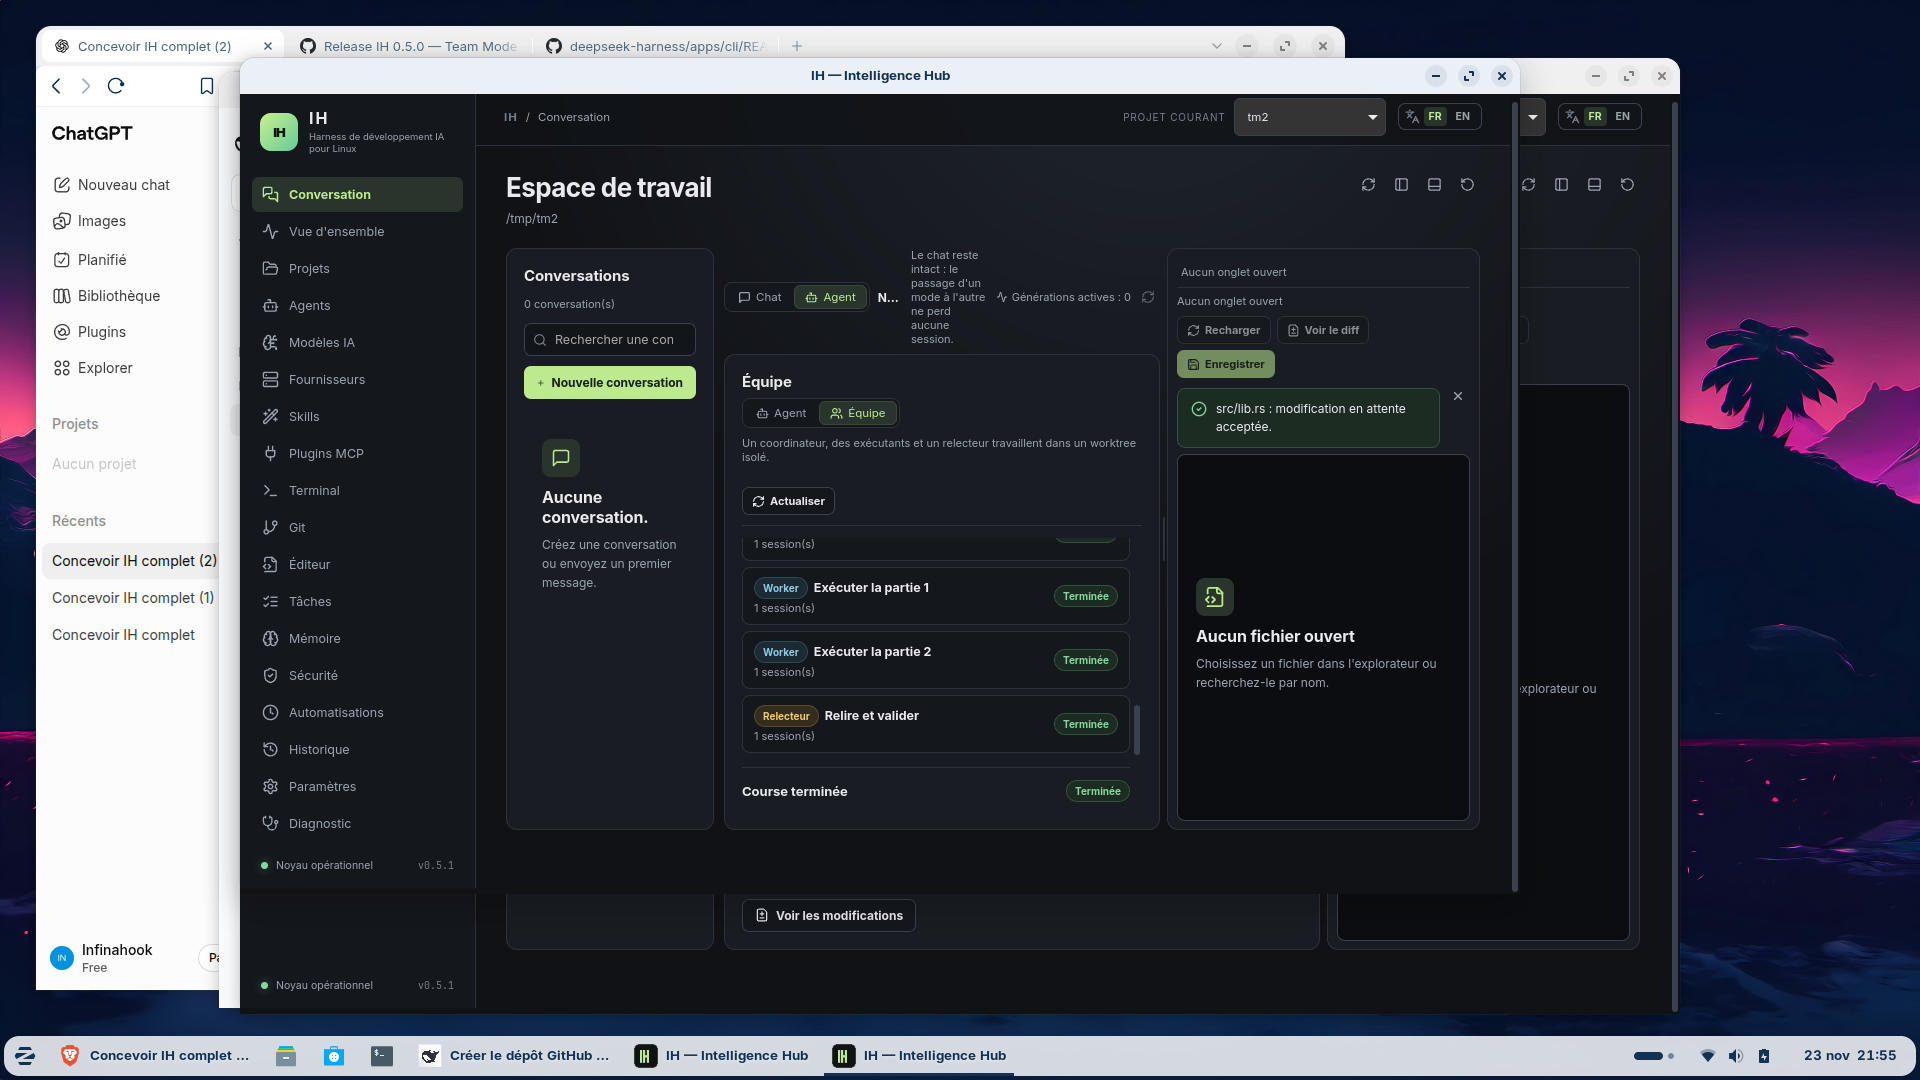 Concevoir IH complet (2)
Release IH 0.5.0 — Team Mode
deepseek-harness/apps/cli/REA
IH — Intelligence Hub
ChatGPT
Nouveau chat
Images
Planifié
Bibliothèque
Plugins
Explorer
Projets
Aucun projet
Récents
Concevoir IH complet (2)
Concevoir IH complet (1)
Concevoir IH complet
Infinahook
Free
IN
IH
IH
Harness de développement IA
pour Linux
Conversation
Vue d'ensemble
Projets
Agents
Modèles IA
Fournisseurs
Skills
Plugins MCP
Terminal
Git
Éditeur
Tâches
Mémoire
Sécurité
Automatisations
Historique
Paramètres
Diagnostic
Noyau opérationnel v0.5.1
Noyau opérationnel v0.5.1
IH / Conversation
PROJET COURANT
tm2
FR EN
FR EN
Espace de travail
/tmp/tm2
Conversations
0 conversation(s)
Rechercher une con
+ Nouvelle conversation
Aucune
conversation.
Créez une conversation
ou envoyez un premier
message.
Chat
Agent
N...
Le chat reste
intact : le
passage d'un
mode à l'autre
ne perd
aucune
session.
Générations actives : 0
Équipe
Agent
Équipe
Un coordinateur, des exécutants et un relecteur travaillent dans un worktree
isolé.
Actualiser
1 session(s)
Worker Exécuter la partie 1
1 session(s)
Terminée
Worker Exécuter la partie 2
1 session(s)
Terminée
Relecteur Relire et valider
1 session(s)
Terminée
Course terminée
Terminée
Voir les modifications
Aucun onglet ouvert
Aucun onglet ouvert
Recharger
Voir le diff
Enregistrer
src/lib.rs : modification en attente
acceptée.
Aucun fichier ouvert
Choisissez un fichier dans l'explorateur ou
recherchez-le par nom.
explorateur ou
Concevoir IH complet ...
Créer le dépôt GitHub ...
IH — Intelligence Hub
IH — Intelligence Hub
23 nov 21:55